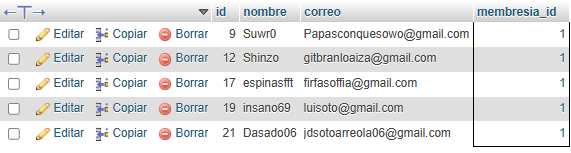 id nombre correo membresia_id
Editar Copiar Borrar 9 Suwr0 Papasconquesowo@gmail.com 1
Editar Copiar Borrar 12 Shinzo gitbranloaiza@gmail.com 1
Editar Copiar Borrar 17 espinasfft firfasoffia@gmail.com 1
Editar Copiar Borrar 19 insano69 luisoto@gmail.com 1
Editar Copiar Borrar 21 Dasado06 jdsotoarreola06@gmail.com 1